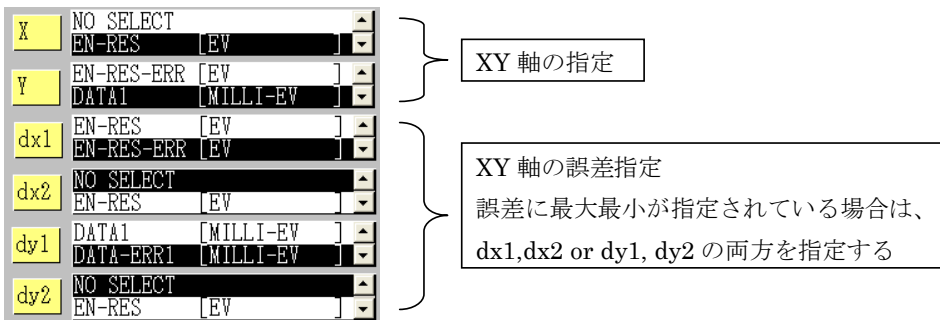 X
NO SELECT
EN-RES [EV ]
Y
EN-RES-ERR [EV ]
DATA1 [MILLI-EV ]
dx1
EN-RES [EV ]
EN-RES-ERR [EV ]
dx2
NO SELECT
EN-RES [EV ]
dy1
DATA1 [MILLI-EV ]
DATA-ERR1 [MILLI-EV ]
dy2
NO SELECT
EN-RES [EV ]
XY 軸の指定
XY 軸の誤差指定
誤差に最大最小が指定されている場合は、
dx1,dx2 or dy1, dy2 の両方を指定する